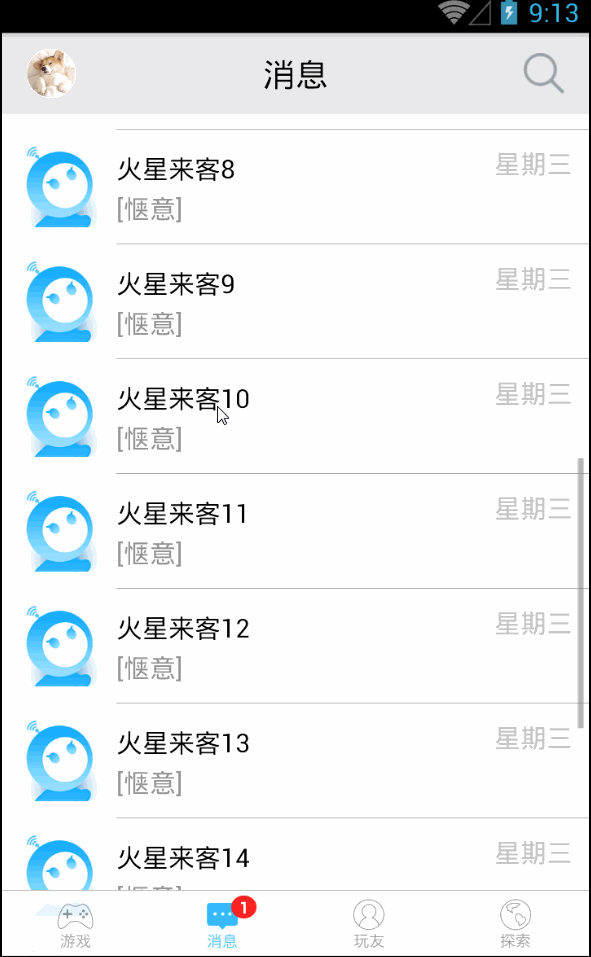 9:13
消息
火星来客8
星期三
[惬意]
火星来客9
星期三
[惬意]
火星来客10
星期三
[惬意]
火星来客11
星期三
[惬意]
火星来客12
星期三
[惬意]
火星来客13
星期三
[惬意]
火星来客14
星期三
1
游戏
消息
玩友
探索